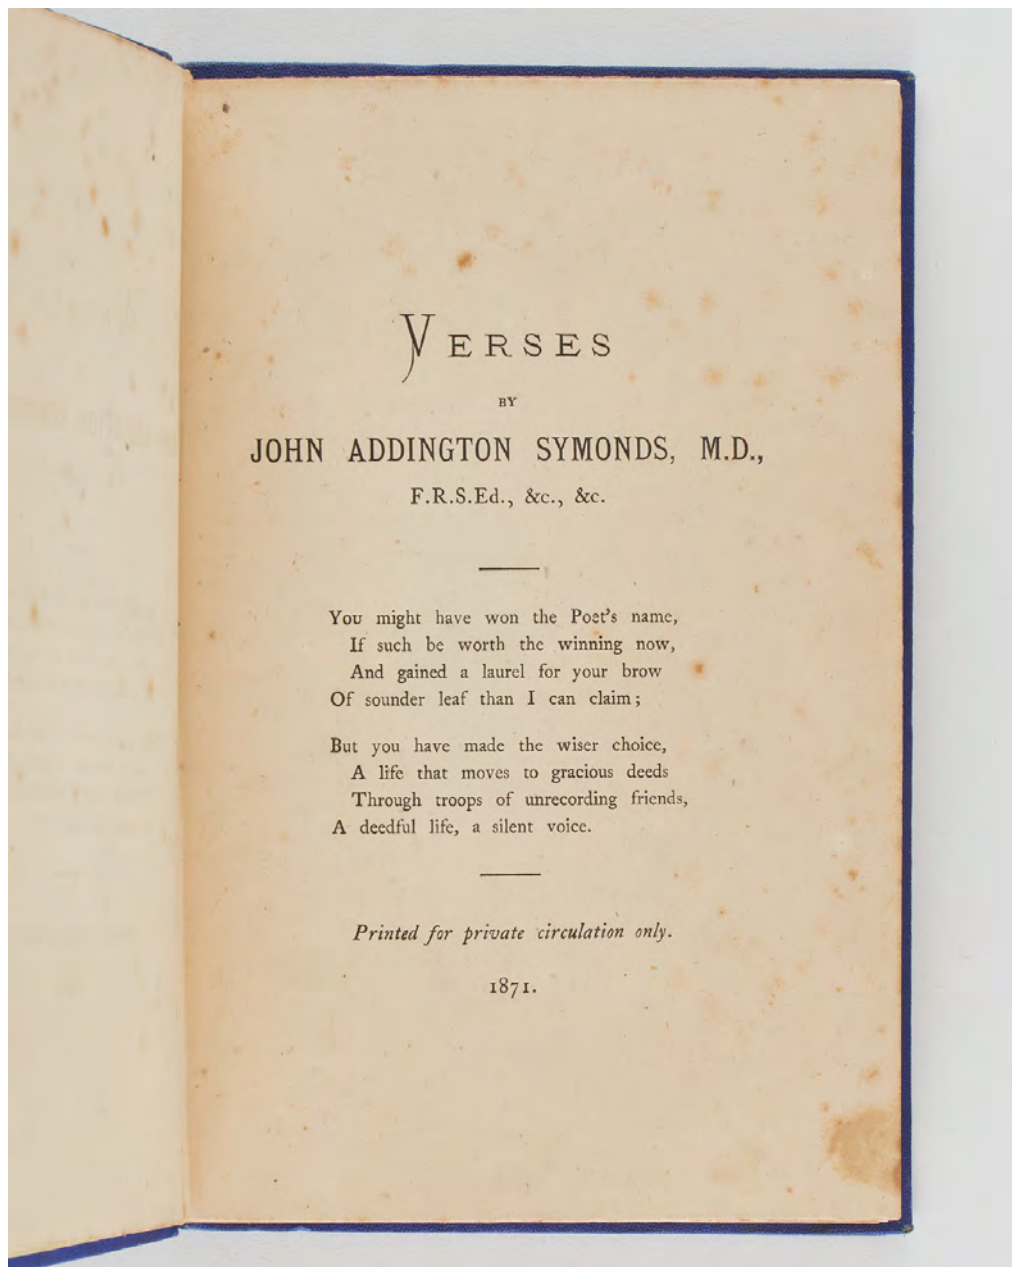 VERSES
BY
JOHN ADDINGTON SYMONDS, M.D.,
F.R.S.Ed., &c., &c.
You might have won the Poet's name,
If such be worth the winning now,
And gained a laurel for your brow
Of sounder leaf than I can claim;
But you have made the wiser choice,
A life that moves to gracious deeds
Through troops of unrecording friends,
A deedful life, a silent voice.
Printed for private circulation only.
1871.